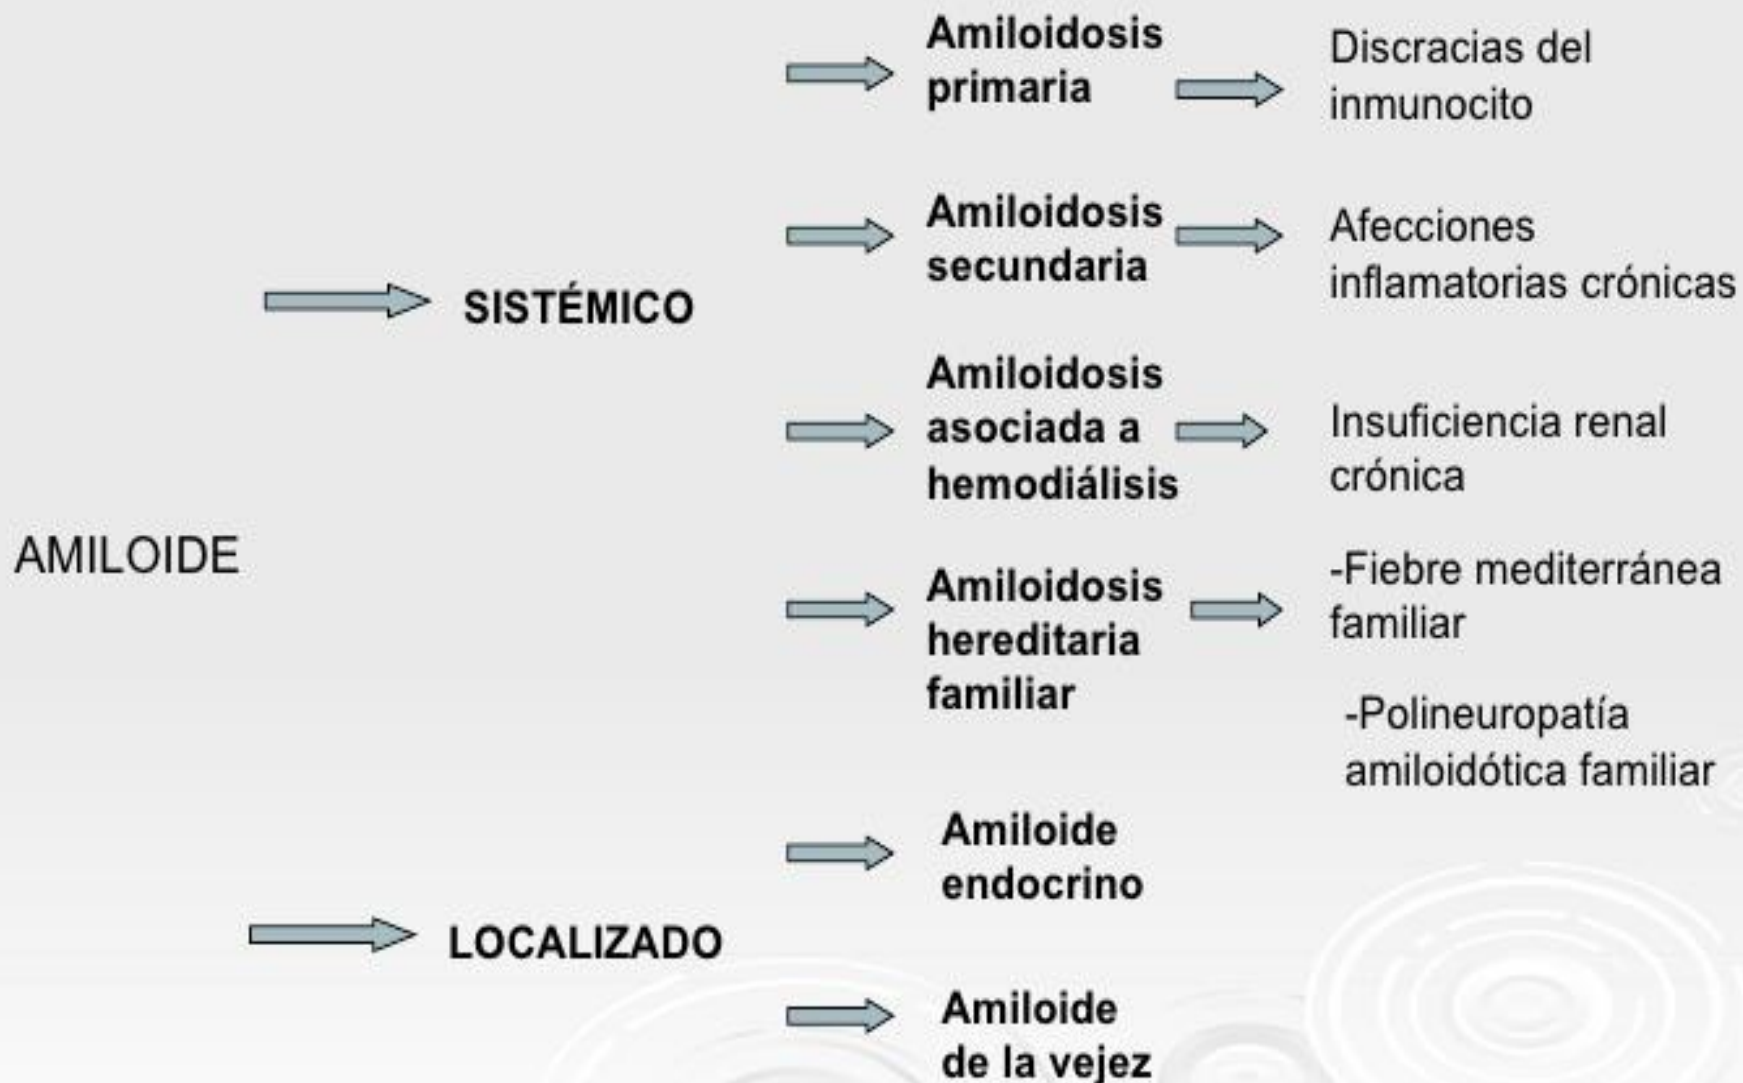 AMILOIDE
SISTÉMICO
Amiloidosis
primaria
Discracias del
inmunocito
Amiloidosis
secundaria
Afecciones
inflamatorias crónicas
Amiloidosis
asociada a
hemodiálisis
Insuficiencia renal
crónica
Amiloidosis
hereditaria
familiar
-Fiebre mediterránea
familiar
-Polineuropatía
amiloidótica familiar
LOCALIZADO
Amiloide
endocrino
Amiloide
de la vejez